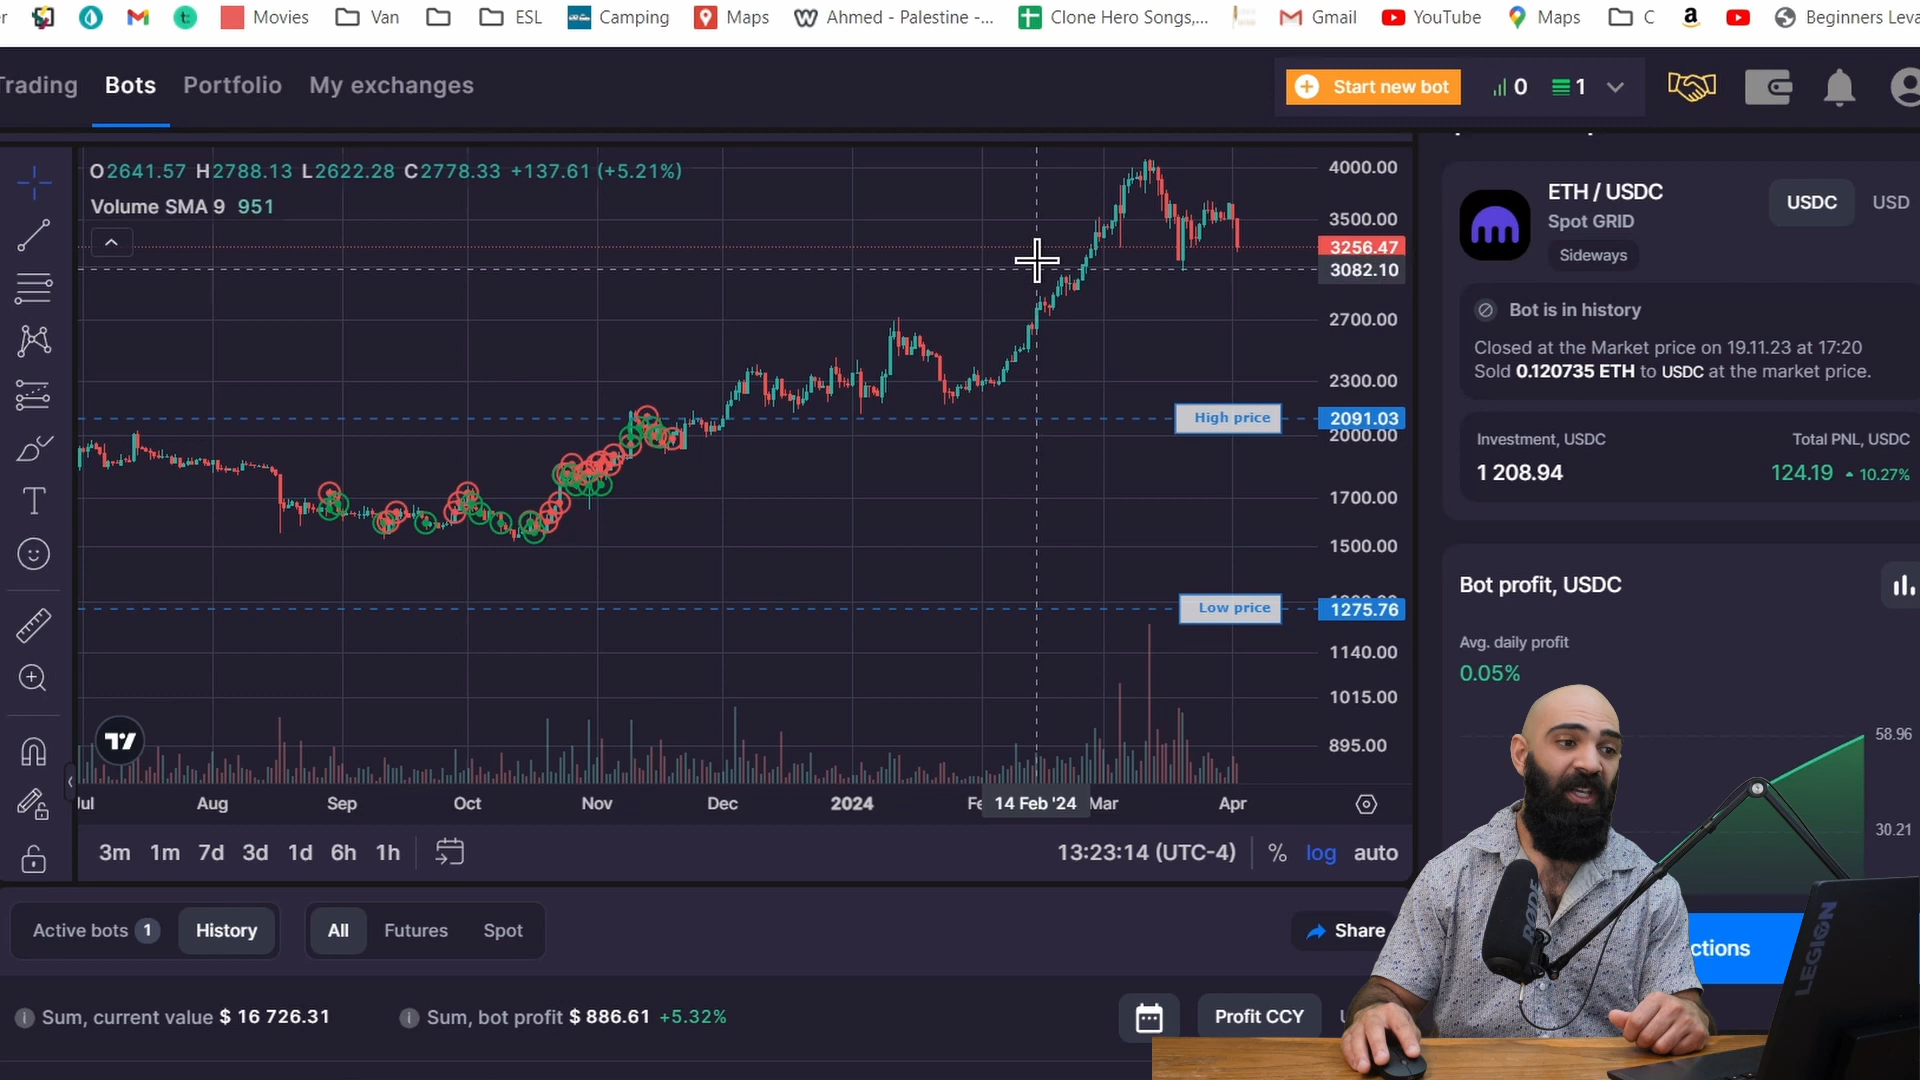 Movies Van ESL Camping Maps Ahmed - Palestine -... Clone Hero Songs,... Gmail YouTube Maps C Beginners Leva
Trading Bots Portfolio My exchanges Start new bot 0 1
O2641.57 H2788.13 L2622.28 C2778.33 +137.61 (+5.21%)
Volume SMA 9 951
4000.00
3500.00
3256.47
3082.10
2700.00
2300.00
High price 2091.03
2000.00
1700.00
1500.00
Low price 1275.76
1140.00
1015.00
895.00
Jul Aug Sep Oct Nov Dec 2024 Fe 14 Feb '24 Mar Apr
3m 1m 7d 3d 1d 6h 1h 13:23:14 (UTC-4) % log auto
Active bots 1 History All Futures Spot Share
Sum, current value $ 16 726.31 Sum, bot profit $ 886.61 +5.32% Profit CCY
ETH / USDC USDC USD
Spot GRID
Sideways
Bot is in history
Closed at the Market price on 19.11.23 at 17:20
Sold 0.120735 ETH to USDC at the market price.
Investment, USDC Total PNL, USDC
1 208.94 124.19 10.27%
Bot profit, USDC
Avg. daily profit
0.05%
58.96
30.21
ctions
LEGION
RØDE